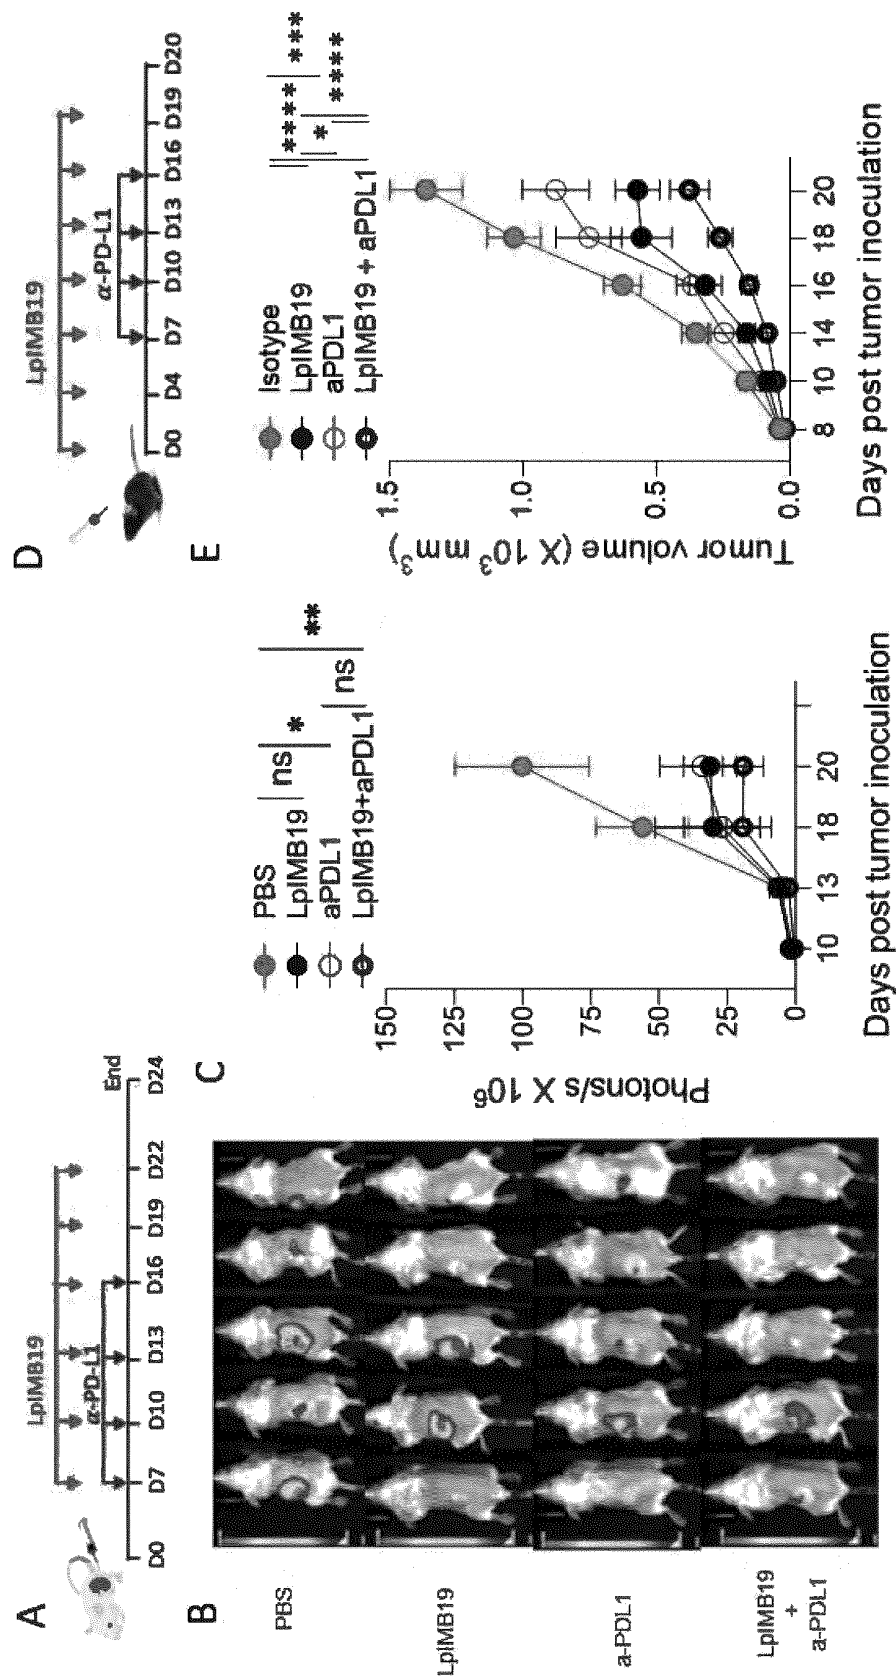 A
LpIMB19
α-PD-L1
End
D0 D7 D10 D13 D16 D19 D22 D24
B
PBS
LpIMB19
a-PDL1
LpIMB19
+
a-PDL1
C
PBS
LpIMB19
aPDL1
LpIMB19+aPDL1
ns
*
ns
**
Photons/s X 10⁶
150
125
100
75
50
25
0
10 13 18 20
Days post tumor inoculation
D
LpIMB19
α-PD-L1
D0 D4 D7 D10 D13 D16 D19 D20
E
Isotype
LpIMB19
aPDL1
LpIMB19 + aPDL1
****
*
***
****
Tumor volume (X 10³ mm³)
1.5
1.0
0.5
0.0
8 10 14 16 18 20
Days post tumor inoculation